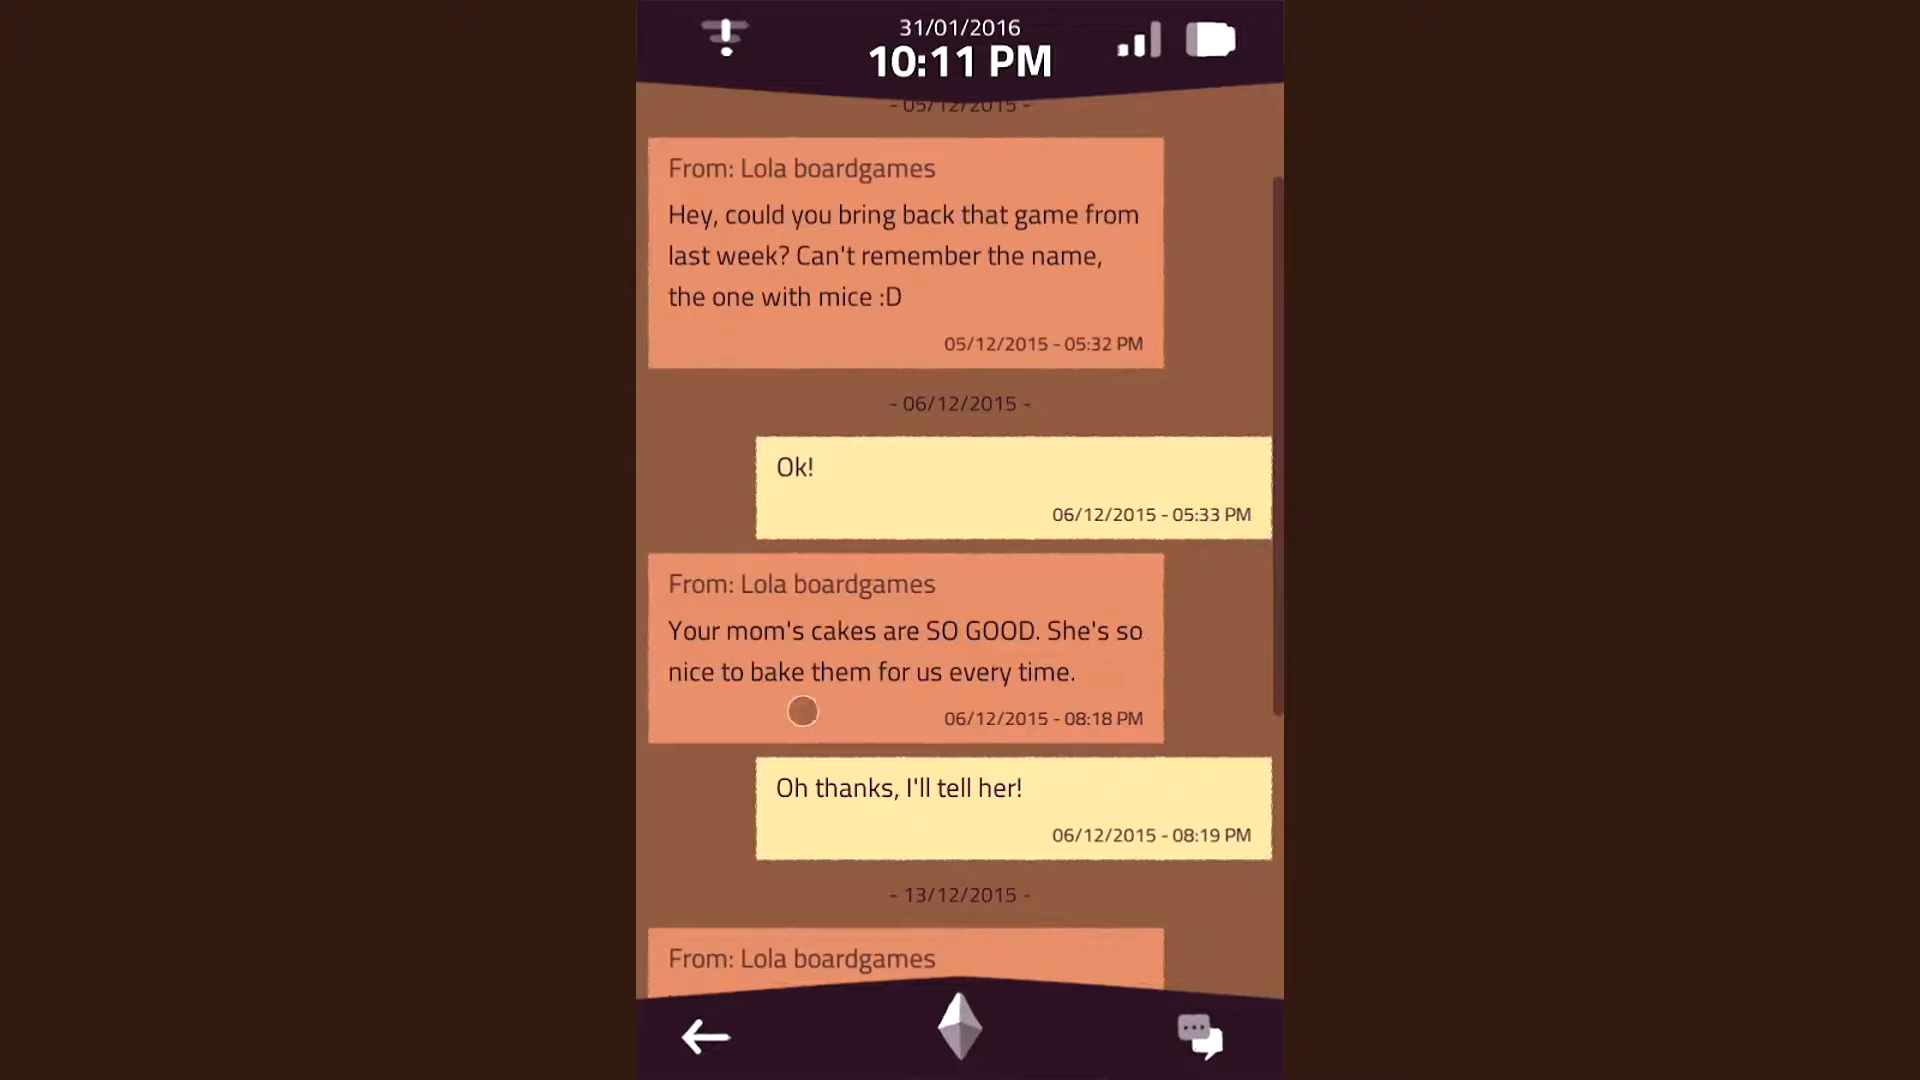 31/01/2016
10:11 PM
- 05/12/2015 -
From: Lola boardgames
Hey, could you bring back that game from
last week? Can't remember the name,
the one with mice :D
05/12/2015 - 05:32 PM
- 06/12/2015 -
Ok!
06/12/2015 - 05:33 PM
From: Lola boardgames
Your mom's cakes are SO GOOD. She's so
nice to bake them for us every time.
06/12/2015 - 08:18 PM
Oh thanks, I'll tell her!
06/12/2015 - 08:19 PM
- 13/12/2015 -
From: Lola boardgames